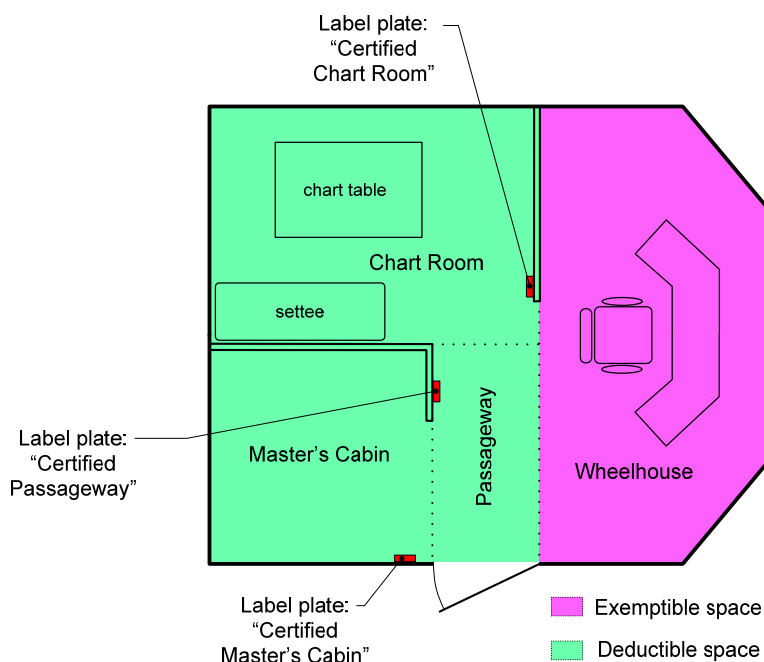 Label plate:
“Certified
Chart Room”
chart table
Chart Room
settee
Passageway
Label plate:
“Certified
Passageway”
Master’s Cabin
Wheelhouse
Label plate:
“Certified
Master’s Cabin”
Exemptible space
Deductible space